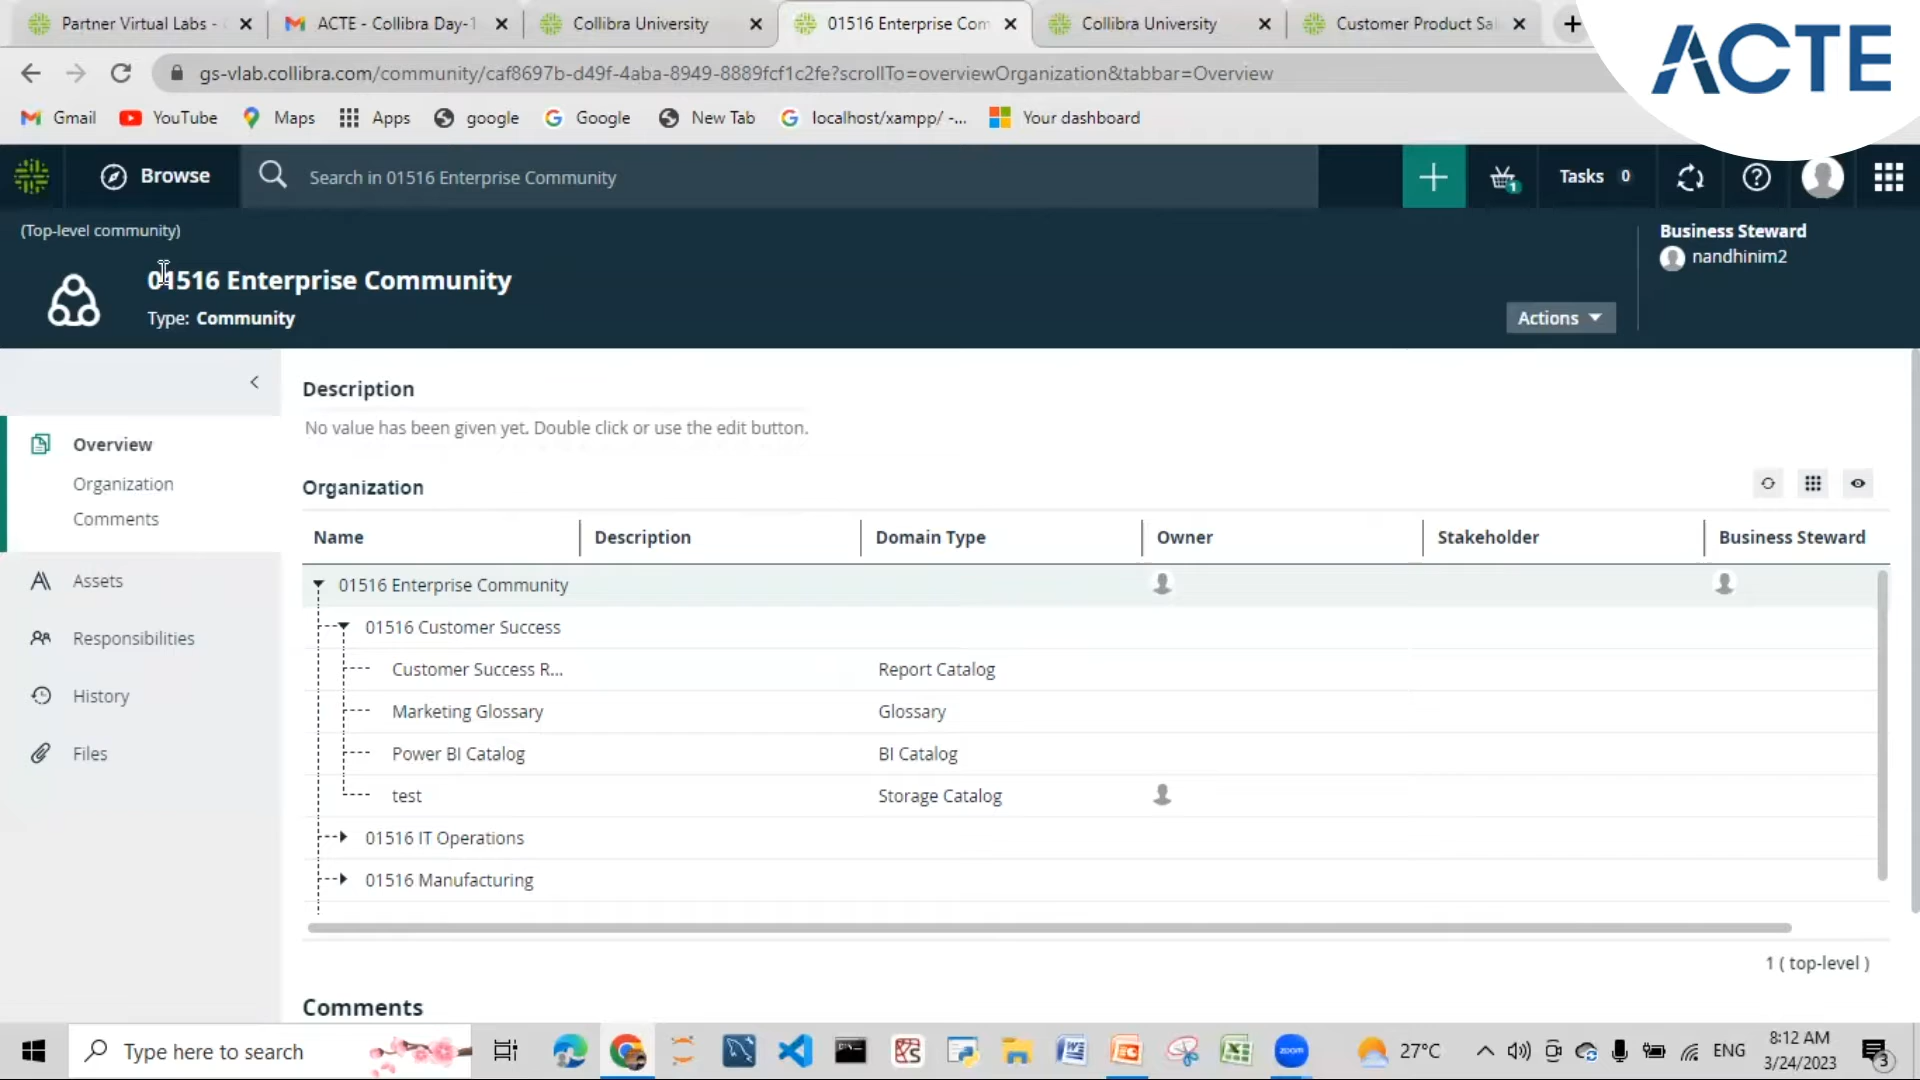 Partner Virtual Labs -
ACTE - Collibra Day-1
Collibra University
01516 Enterprise Com
Collibra University
Customer Product Sal
ACTE
gs-vlab.collibra.com/community/caf8697b-d49f-4aba-8949-8889fcf1c2fe?scrollTo=overviewOrganization&tabbar=Overview
Gmail
YouTube
Maps
Apps
google
Google
New Tab
localhost/xampp/ -...
Your dashboard
Browse
Search in 01516 Enterprise Community
1
Tasks 0
(Top-level community)
01516 Enterprise Community
Type: Community
Actions
Business Steward
nandhinim2
Overview
Organization
Comments
Assets
Responsibilities
History
Files
Description
No value has been given yet. Double click or use the edit button.
Organization
Name Description Domain Type Owner Stakeholder Business Steward
01516 Enterprise Community
01516 Customer Success
Customer Success R... Report Catalog
Marketing Glossary Glossary
Power BI Catalog BI Catalog
test Storage Catalog
01516 IT Operations
01516 Manufacturing
1 ( top-level )
Comments
Type here to search
zoom
27°C
ENG
8:12 AM
3/24/2023
3